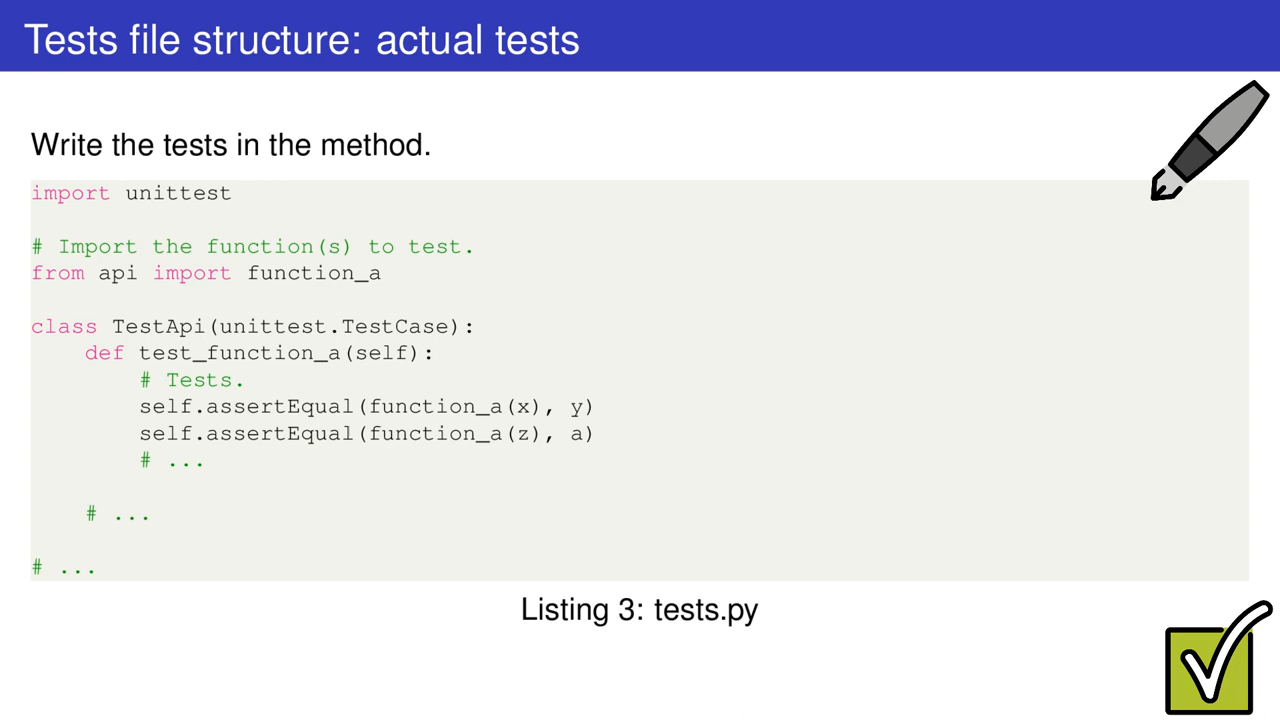 Tests file structure: actual tests
Write the tests in the method.
import unittest
# Import the function(s) to test.
from api import function_a
class TestApi(unittest.TestCase):
    def test_function_a(self):
        # Tests.
        self.assertEqual(function_a(x), y)
        self.assertEqual(function_a(z), a)
        # ...
    # ...
# ...
Listing 3: tests.py